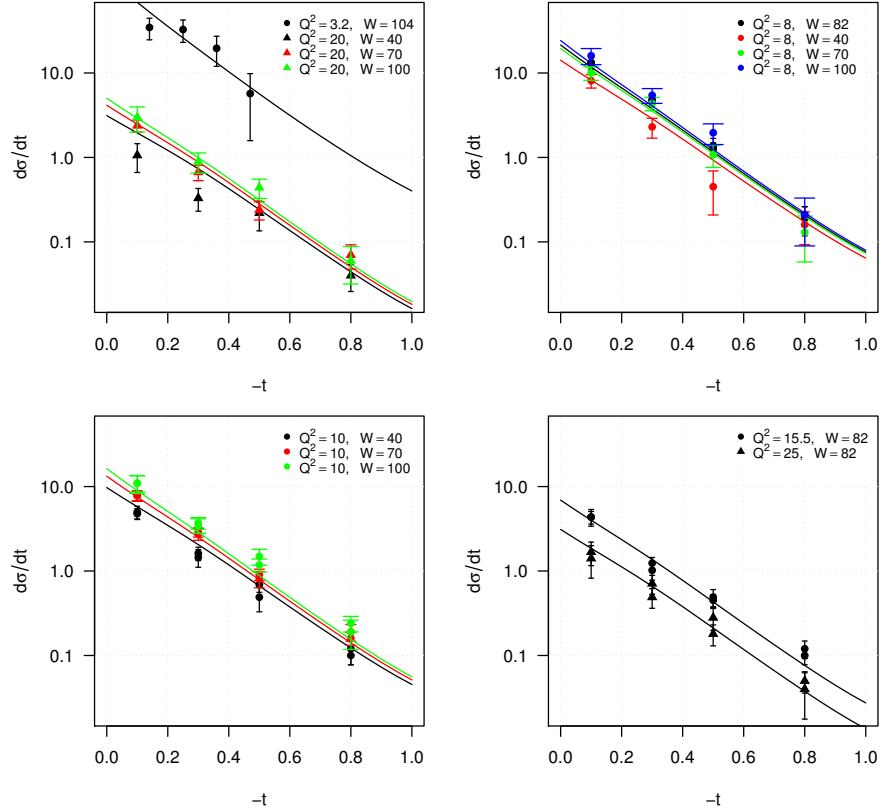 Q² = 3.2, W = 104
Q² = 20, W = 40
Q² = 20, W = 70
Q² = 20, W = 100
10.0
1.0
0.1
dσ/dt
0.0 0.2 0.4 0.6 0.8 1.0
−t
Q² = 8, W = 82
Q² = 8, W = 40
Q² = 8, W = 70
Q² = 8, W = 100
10.0
1.0
0.1
dσ/dt
0.0 0.2 0.4 0.6 0.8 1.0
−t
Q² = 10, W = 40
Q² = 10, W = 70
Q² = 10, W = 100
10.0
1.0
0.1
dσ/dt
0.0 0.2 0.4 0.6 0.8 1.0
−t
Q² = 15.5, W = 82
Q² = 25, W = 82
10.0
1.0
0.1
dσ/dt
0.0 0.2 0.4 0.6 0.8 1.0
−t